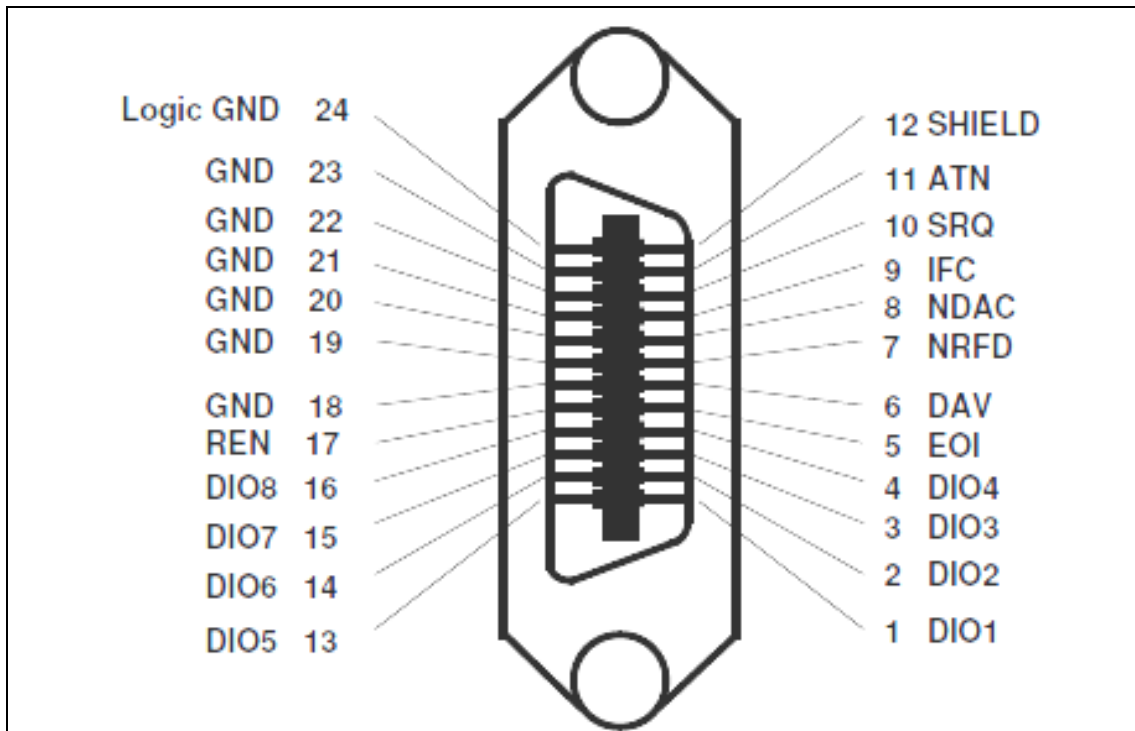 Logic GND 24
GND 23
GND 22
GND 21
GND 20
GND 19
GND 18
REN 17
DIO8 16
DIO7 15
DIO6 14
DIO5 13
12 SHIELD
11 ATN
10 SRQ
9 IFC
8 NDAC
7 NRFD
6 DAV
5 EOI
4 DIO4
3 DIO3
2 DIO2
1 DIO1